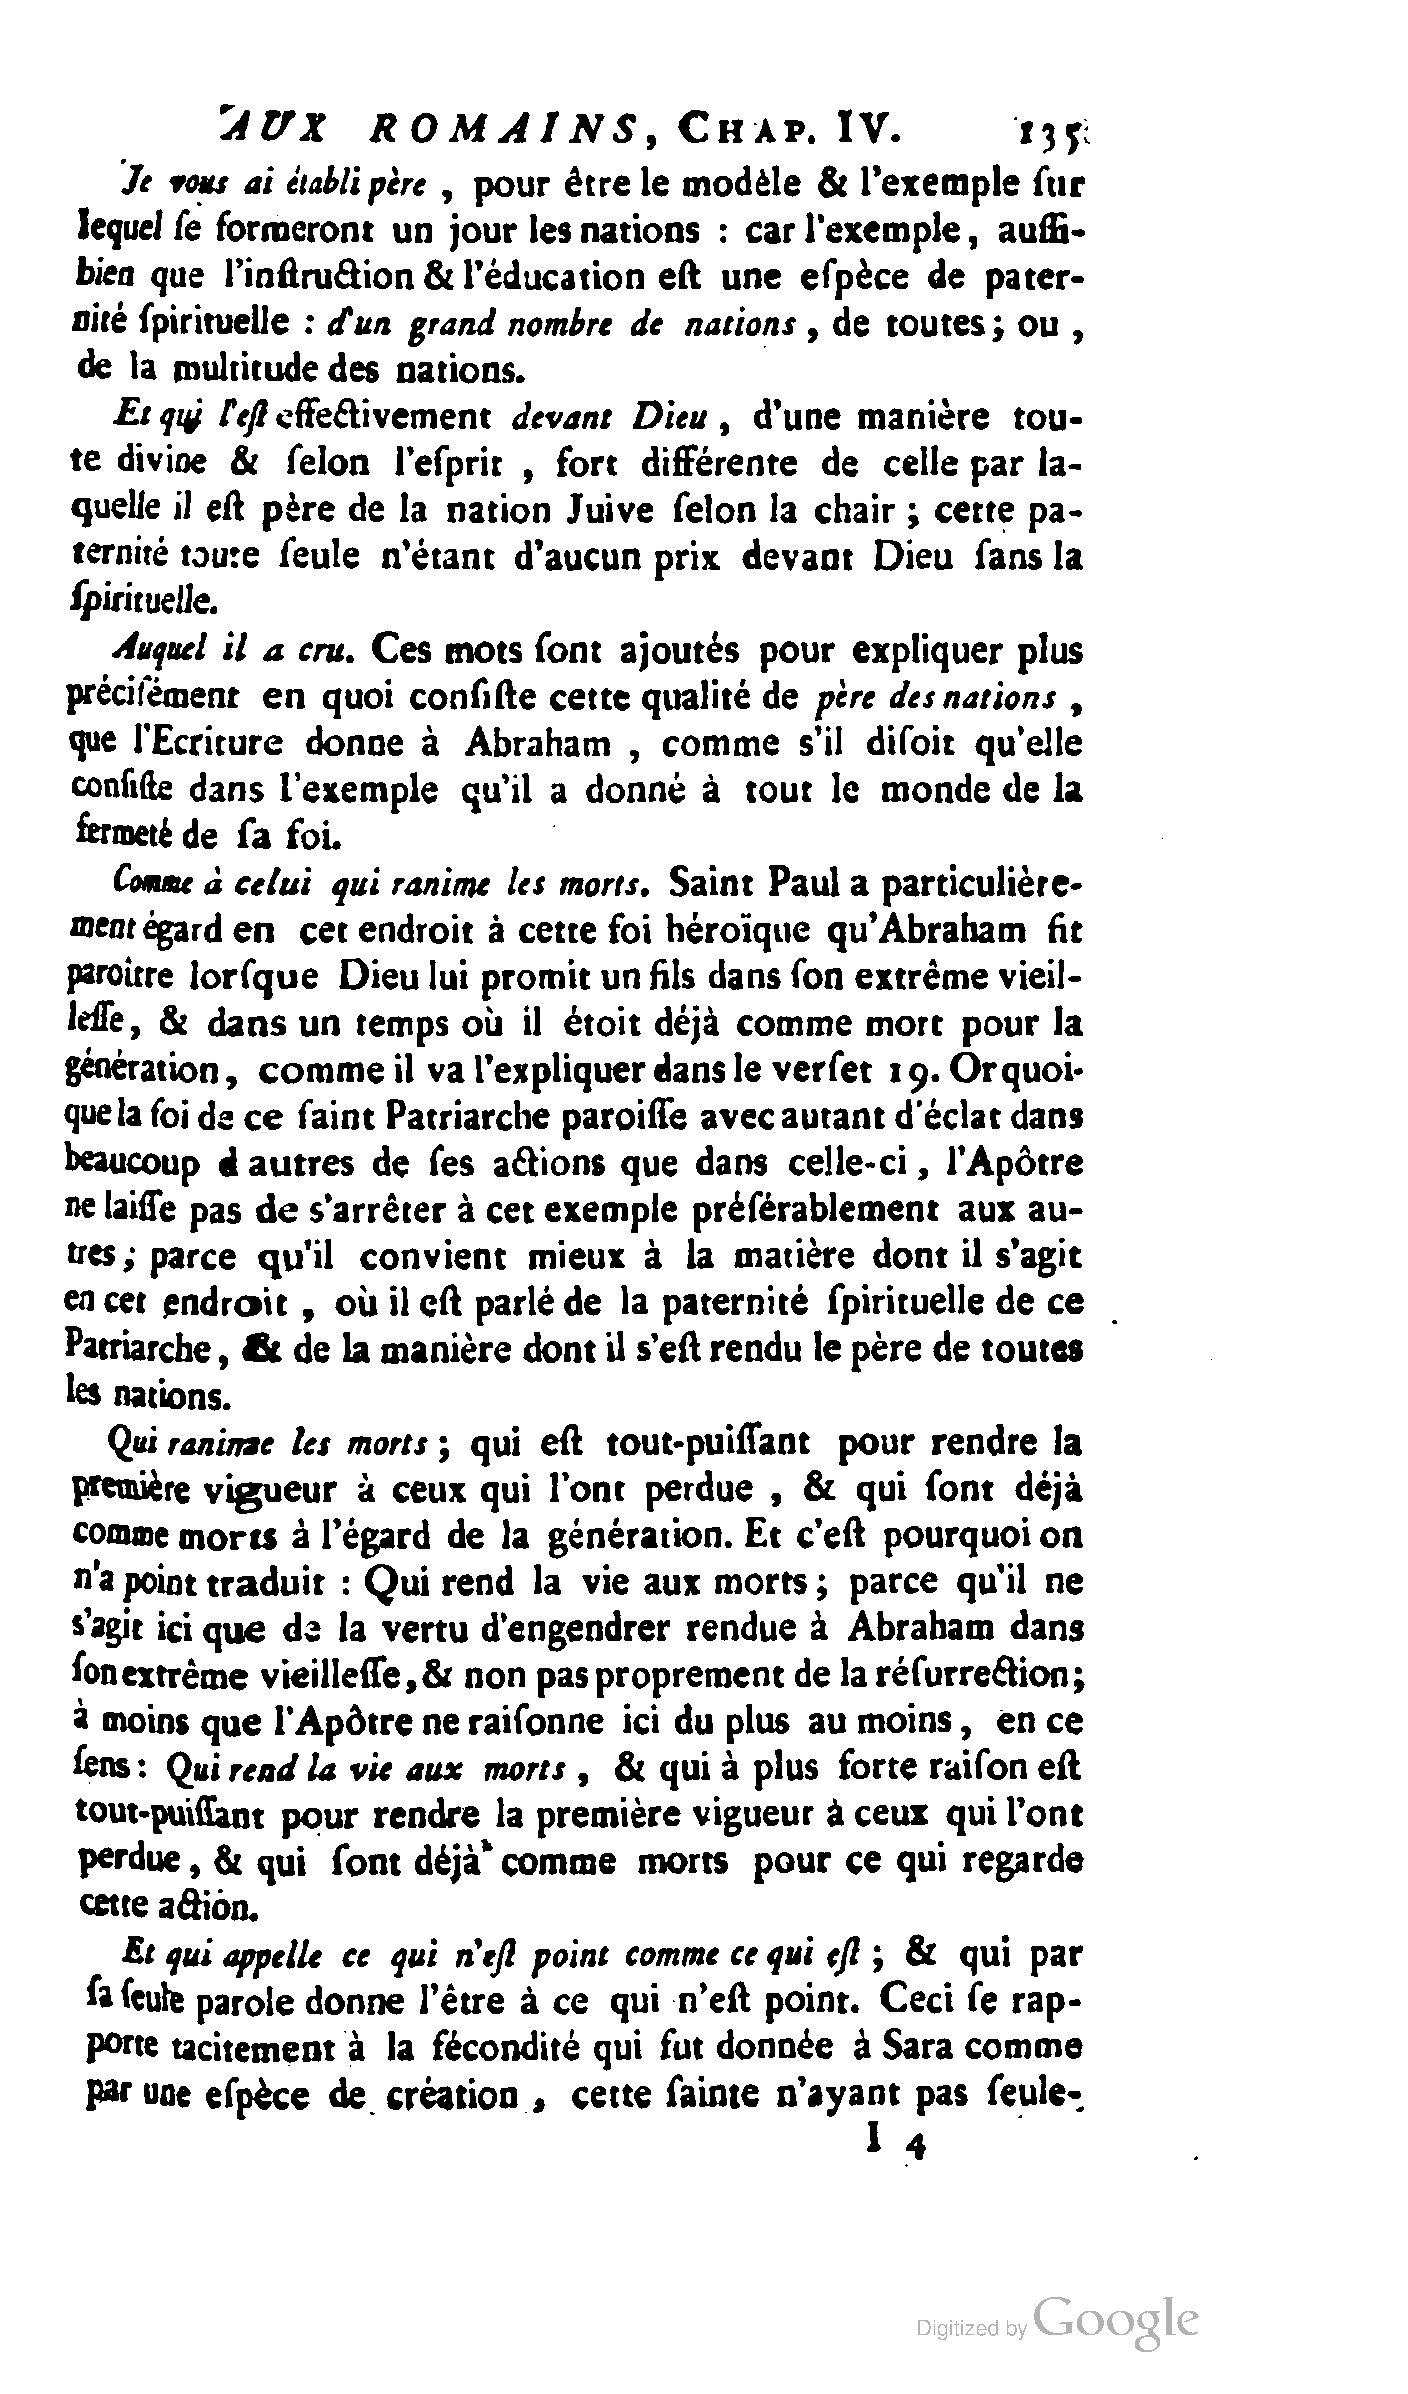 AUX ROMAINS, CHAP. IV. 135
Je vous ai établi père , pour être le modèle & l'exemple ſur
lequel ſe formeront un jour les nations : car l'exemple, auſſi-
bien que l'inſtruction & l'éducation eſt une eſpèce de pater-
nité ſpirituelle : d'un grand nombre de nations , de toutes ; ou ,
de la multitude des nations.
Et qui l'eſt effectivement devant Dieu , d'une manière tou-
te divine & ſelon l'eſprit , fort différente de celle par la-
quelle il eſt père de la nation Juive ſelon la chair ; cette pa-
ternité toute ſeule n'étant d'aucun prix devant Dieu ſans la
ſpirituelle.
Auquel il a cru. Ces mots ſont ajoutés pour expliquer plus
préciſément en quoi conſiſte cette qualité de père des nations ,
que l'Ecriture donne à Abraham , comme s'il diſoit qu'elle
conſiſte dans l'exemple qu'il a donné à tout le monde de la
fermeté de ſa foi.
Comme à celui qui ranime les morts. Saint Paul a particulière-
ment égard en cet endroit à cette foi héroïque qu'Abraham fit
paroître lorſque Dieu lui promit un fils dans ſon extrême vieil-
leſſe, & dans un temps où il étoit déjà comme mort pour la
génération, comme il va l'expliquer dans le verſet 19. Or quoi-
que la foi de ce ſaint Patriarche paroiſſe avec autant d'éclat dans
beaucoup d autres de ſes actions que dans celle-ci , l'Apôtre
ne laiſſe pas de s'arrêter à cet exemple préférablement aux au-
tres ; parce qu'il convient mieux à la matière dont il s'agit
en cet endroit , où il eſt parlé de la paternité ſpirituelle de ce
Patriarche, & de la manière dont il s'eſt rendu le père de toutes
les nations.
Qui ranime les morts ; qui eſt tout-puiſſant pour rendre la
première vigueur à ceux qui l'ont perdue , & qui ſont déjà
comme morts à l'égard de la génération. Et c'eſt pourquoi on
n'a point traduit : Qui rend la vie aux morts ; parce qu'il ne
s'agit ici que de la vertu d'engendrer rendue à Abraham dans
ſon extrême vieilleſſe, & non pas proprement de la réſurrection ;
à moins que l'Apôtre ne raiſonne ici du plus au moins, en ce
ſens : Qui rend la vie aux morts , & qui à plus forte raiſon eſt
tout-puiſſant pour rendre la première vigueur à ceux qui l'ont
perdue, & qui ſont déjà comme morts pour ce qui regarde
cette action.
Et qui appelle ce qui n'eſt point comme ce qui eſt ; & qui par
ſa ſeule parole donne l'être à ce qui n'eſt point. Ceci ſe rap-
porte tacitement à la fécondité qui fut donnée à Sara comme
par une eſpèce de création , cette ſainte n'ayant pas ſeule-
I 4
Digitized by Google